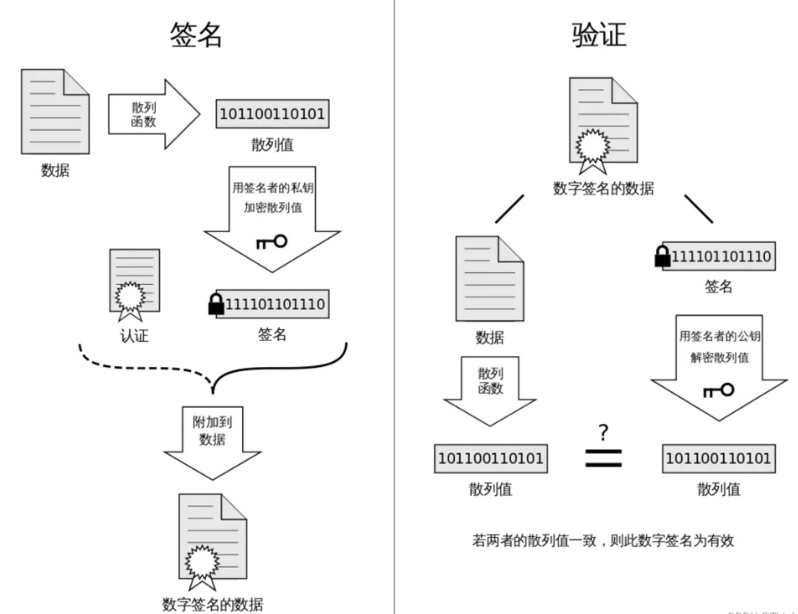 签名
散列
函数
101100110101
散列值
数据
用签名者的私钥
加密散列值
认证
111101101110
签名
附加到
数据
数字签名的数据
验证
数字签名的数据
数据
111101101110
签名
散列
函数
用签名者的公钥
解密散列值
101100110101
散列值
?
101100110101
散列值
若两者的散列值一致，则此数字签名为有效